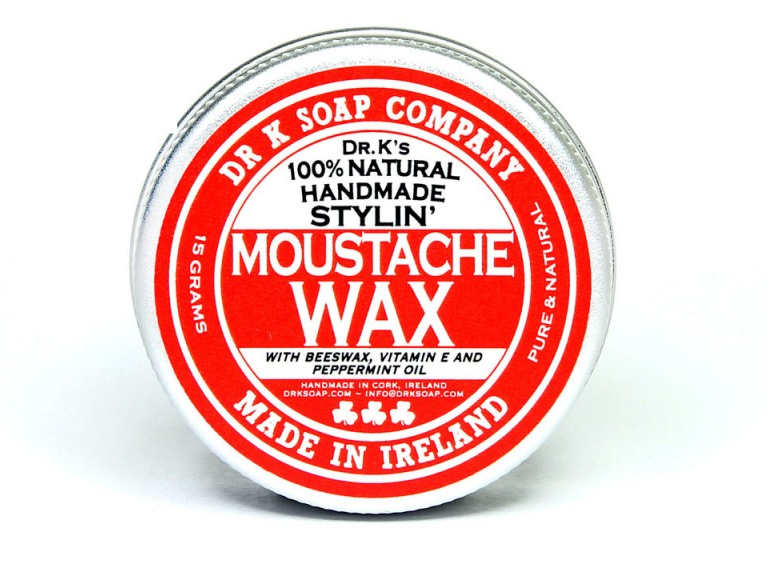 DR K SOAP COMPANY
DR.K'S
100% NATURAL
HANDMADE
STYLIN'
MOUSTACHE
WAX
WITH BEESWAX, VITAMIN E AND
PEPPERMINT OIL
HANDMADE IN CORK, IRELAND
DRKSOAP.COM ~ INFO@DRKSOAP.COM
15 GRAMS
PURE & NATURAL
MADE IN IRELAND